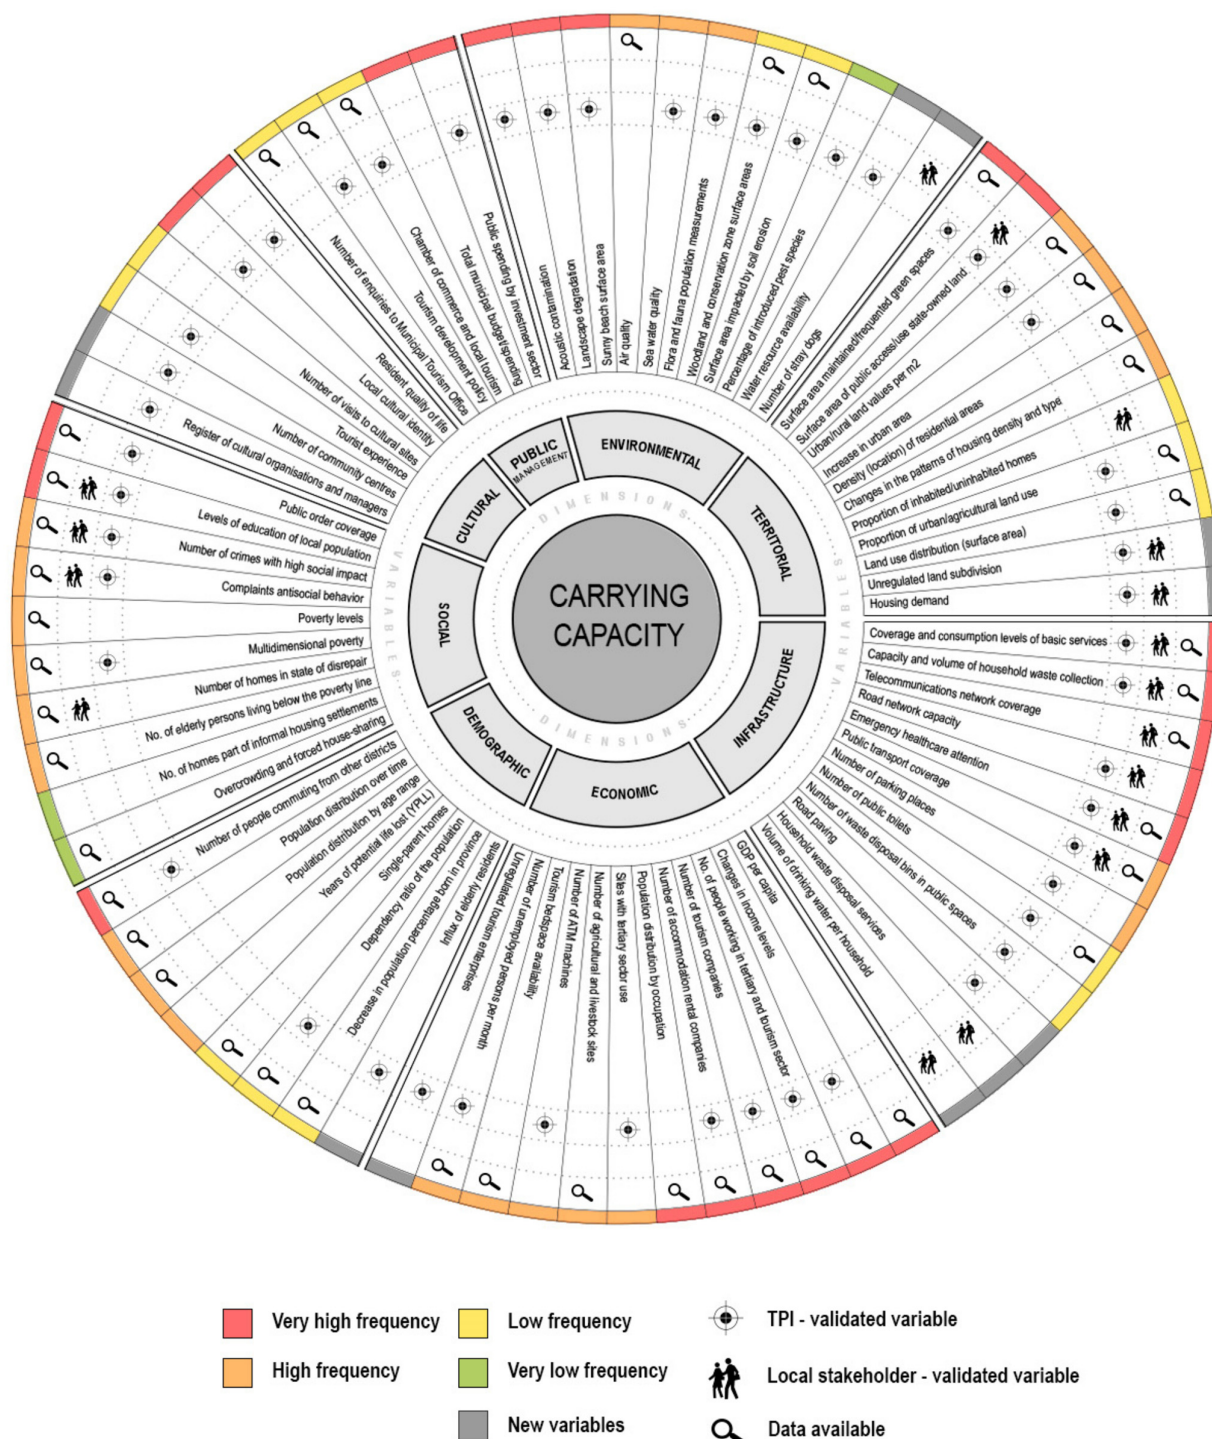 CARRYING
CAPACITY
DIMENSIONS
DIMENSIONS
VARIABLES
VARIABLES
ENVIRONMENTAL
TERRITORIAL
INFRASTRUCTURE
ECONOMIC
DEMOGRAPHIC
SOCIAL
CULTURAL
PUBLIC
MANAGEMENT
Acoustic contamination
Landscape degradation
Sunny beach surface area
Air quality
Sea water quality
Flora and fauna population measurements
Woodland and conservation zone surface areas
Surface area impacted by soil erosion
Percentage of introduced pest species
Water resource availability
Number of stray dogs
Surface area maintained/frequented green spaces
Surface area of public access/use state-owned land
Urban/rural land values per m2
Increase in urban area
Density (location) of residential areas
Changes in the patterns of housing density and type
Proportion of inhabited/uninhabited homes
Proportion of urban/agricultural land use
Land use distribution (surface area)
Unregulated land subdivision
Housing demand
Coverage and consumption levels of basic services
Capacity and volume of household waste collection
Telecommunications network coverage
Road network capacity
Emergency healthcare attention
Public transport coverage
Number of parking places
Number of public toilets
Number of waste disposal bins in public spaces
Road paving
Household waste disposal services
Volume of drinking water per household
GDP per capita
Changes in income levels
No. of people working in tertiary and tourism sector
Number of tourism companies
Number of accommodation rental companies
Population distribution by occupation
Sites with tertiary sector use
Number of agricultural and livestock sites
Number of ATM machines
Tourism bedspace availability
Number of unemployed persons per month
Unregulated tourism enterprises
Influx of elderly residents
Decrease in population percentage born in province
Dependency ratio of the population
Single-parent homes
Years of potential life lost (YPLL)
Population distribution by age range
Population distribution over time
Number of people commuting from other districts
Overcrowding and forced house-sharing
No. of homes part of informal housing settlements
No. of elderly persons living below the poverty line
Number of homes in state of disrepair
Multidimensional poverty
Poverty levels
Complaints antisocial behavior
Number of crimes with high social impact
Levels of education of local population
Public order coverage
Register of cultural organisations and managers
Number of community centres
Tourist experience
Number of visits to cultural sites
Local cultural identity
Resident quality of life
Number of enquiries to Municipal Tourism Office
Tourism development policy
Chamber of commerce and local tourism
Total municipal budget/spending
Public spending by investment sector
Very high frequency
High frequency
Low frequency
Very low frequency
New variables
TPI - validated variable
Local stakeholder - validated variable
Data available